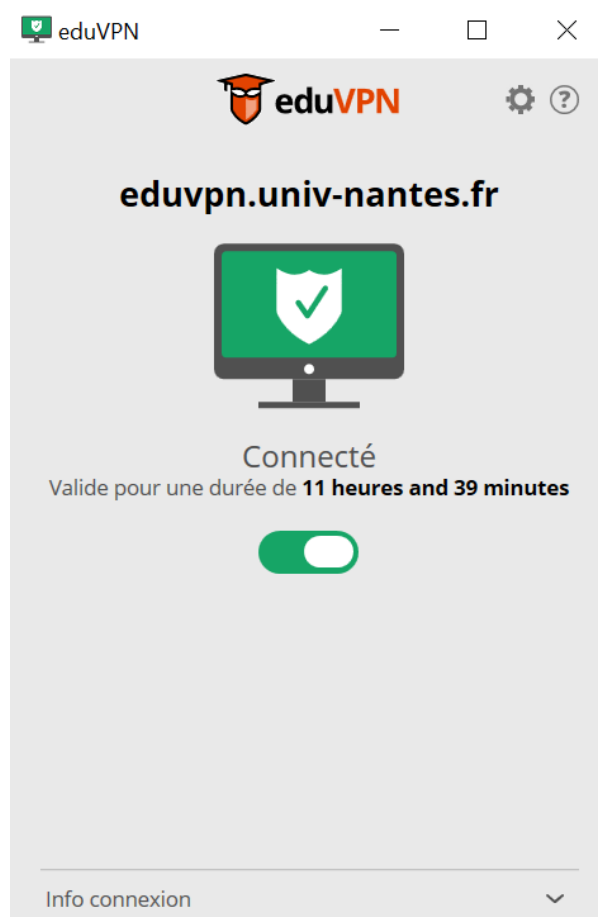 eduVPN
eduVPN
eduvpn.univ-nantes.fr
Connecté
Valide pour une durée de 11 heures and 39 minutes
Info connexion